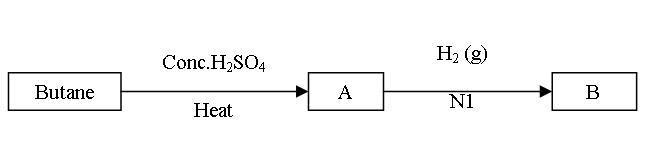 Conc.H₂SO₄
H₂ (g)
Butane
A
B
Heat
N1